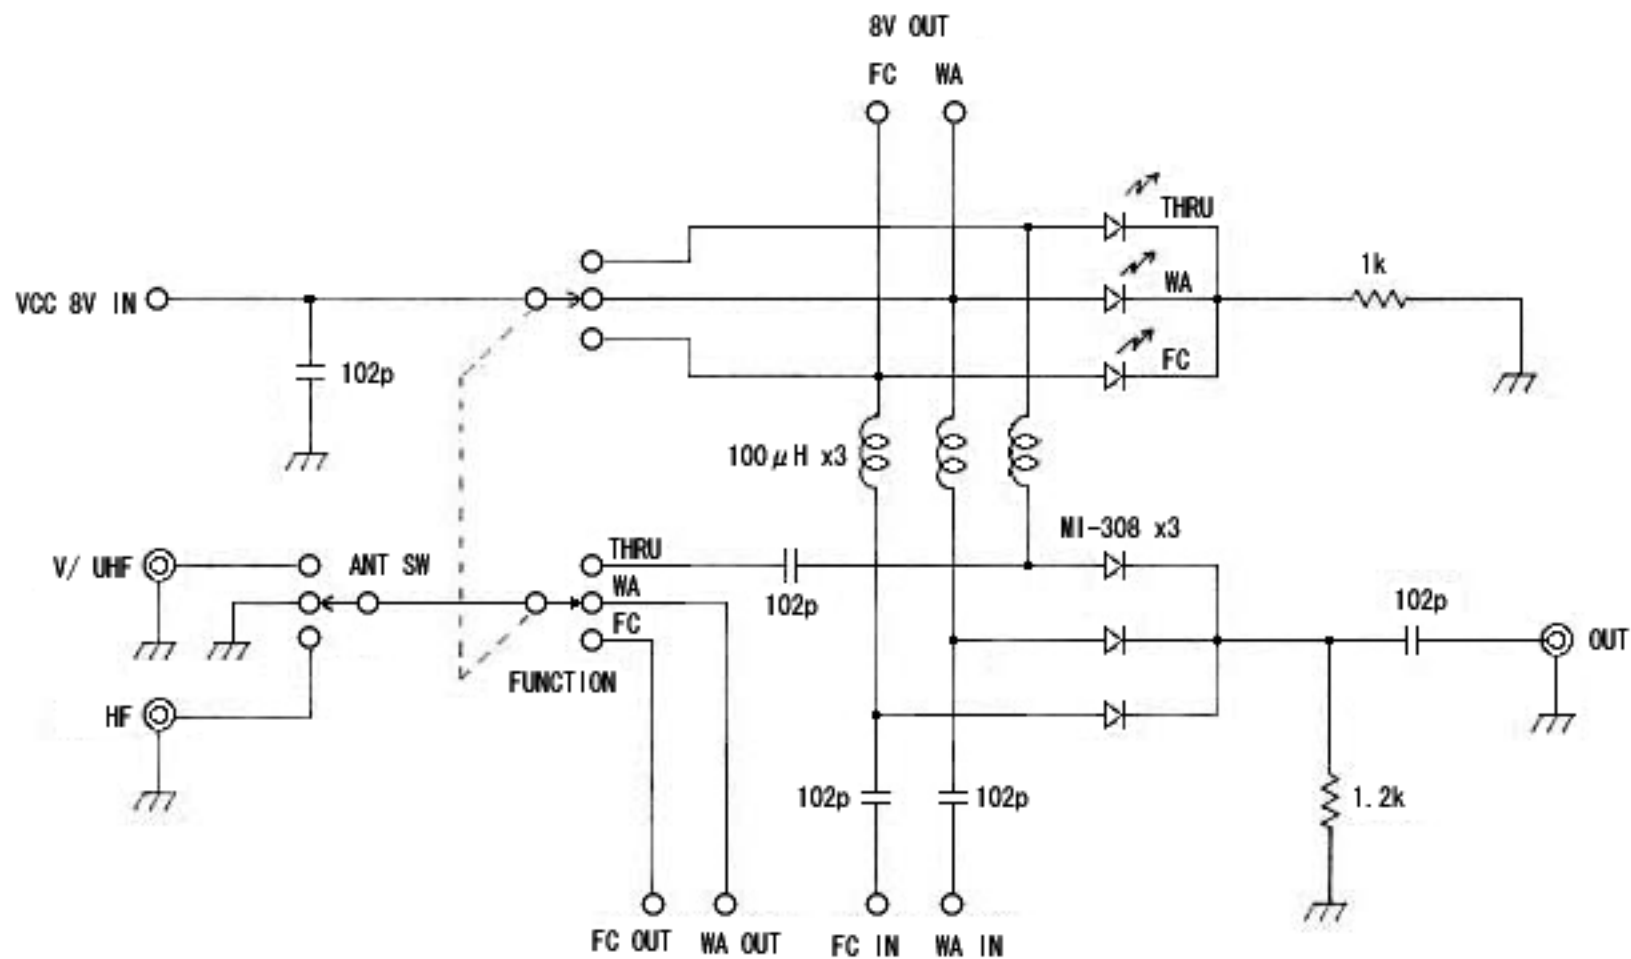 8V OUT
FC WA
THRU
1k
WA
VCC 8V IN
FC
102p
100μH x3
MI-308 x3
V/ UHF
ANT SW
THRU
WA
102p
102p
FC
OUT
FUNCTION
HF
102p
102p
1.2k
FC OUT
WA OUT
FC IN
WA IN